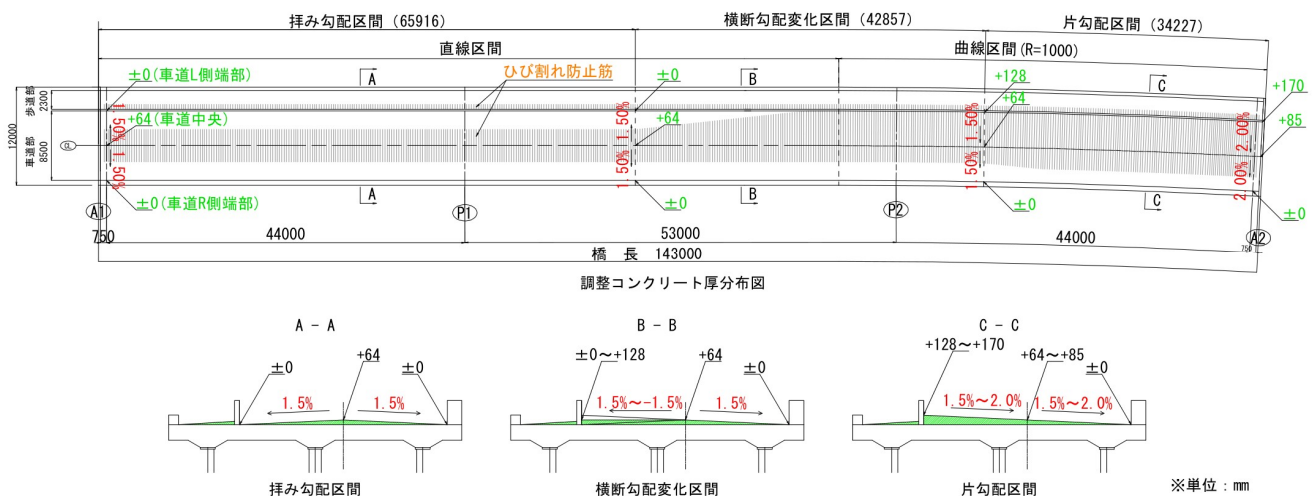 拝み勾配区間 (65916)
横断勾配変化区間 (42857)
片勾配区間 (34227)
直線区間
曲線区間(R=1000)
A
ひび割れ防止筋
B
C
±0(車道L側端部)
±0
+128
+170
+64(車道中央)
+64
+64
+85
1.50% 1.50%
1.50% 1.50%
1.50% 1.50%
2.00% 2.00%
歩道部
2300
12000
車道部
8500
CL
±0(車道R側端部)
±0
±0
±0
A
B
C
A1
P1
P2
A2
750
44000
53000
44000
750
橋 長 143000
調整コンクリート厚分布図
A - A
B - B
C - C
±0
+64
±0
1.5%
1.5%
拝み勾配区間
±0~+128
+64
±0
1.5%~-1.5%
1.5%
横断勾配変化区間
+128~+170
+64~+85
±0
1.5%~2.0%
1.5%~2.0%
片勾配区間
※単位：mm